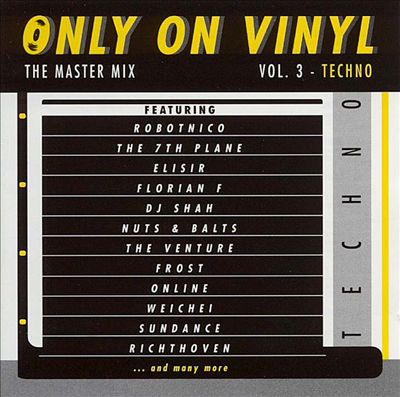 ONLY ON VINYL
THE MASTER MIX
VOL. 3 - TECHNO
FEATURING
ROBOTNICO
THE 7TH PLANE
ELISIR
FLORIAN F
DJ SHAH
NUTS & BALTS
THE VENTURE
FROST
ONLINE
WEICHEI
SUNDANCE
RICHTHOVEN
... and many more
TECHNO